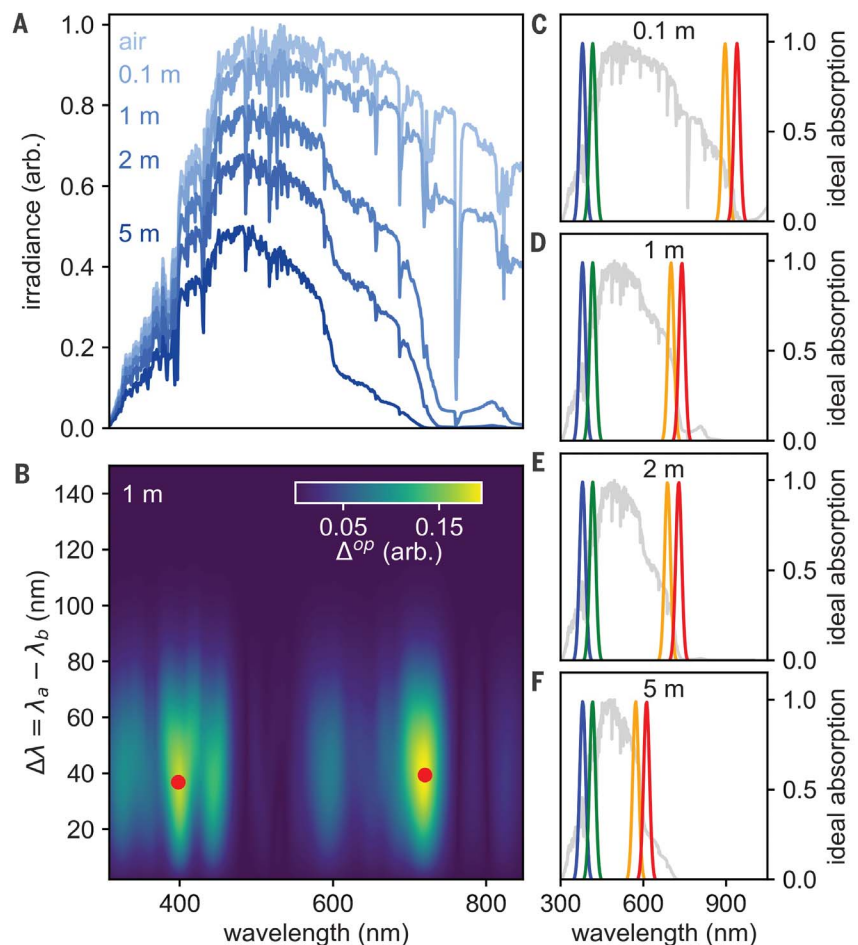 A
1.0
0.8
0.6
0.4
0.2
0.0
irradiance (arb.)
air
0.1 m
1 m
2 m
5 m
B
1 m
0.05
0.15
Δᵒᵖ (arb.)
140
120
100
80
60
40
20
Δλ = λₐ − λ_b (nm)
400
600
800
wavelength (nm)
C
0.1 m
1.0
0.5
0.0
ideal absorption
D
1 m
1.0
0.5
0.0
ideal absorption
E
2 m
1.0
0.5
0.0
ideal absorption
F
5 m
1.0
0.5
0.0
ideal absorption
300
600
900
wavelength (nm)